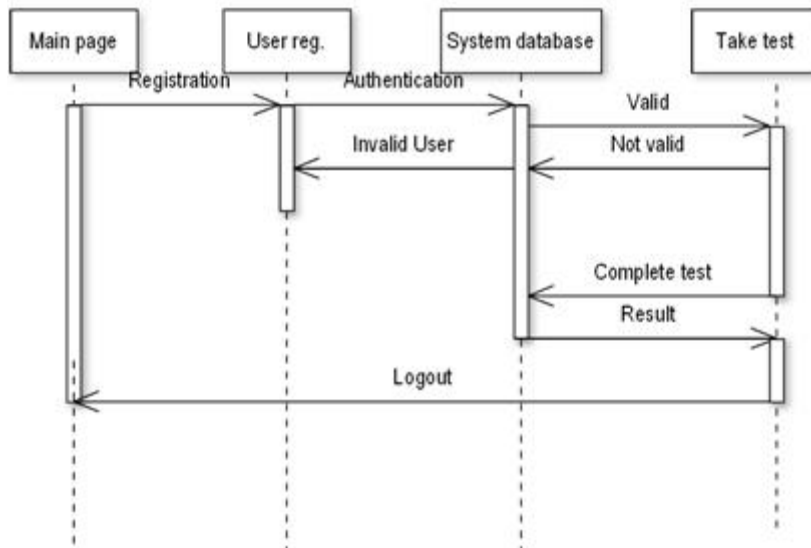 Main page
User reg.
System database
Take test
Registration
Authentication
Valid
Invalid User
Not valid
Complete test
Result
Logout